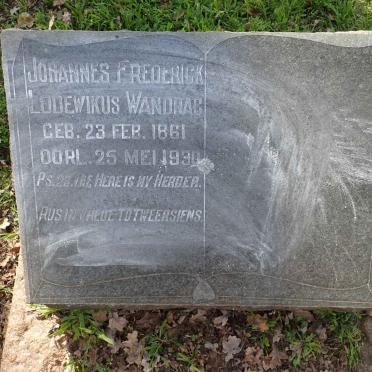 JOHANNES FREDERICK
LODEWIKUS WANDRAG
GEB. 23 FEB. 1861
OORL. 25 MEI 1930
PS. 23. DIE HERE IS MY HERDER.
RUS IN VREDE TOT WEERSIENS